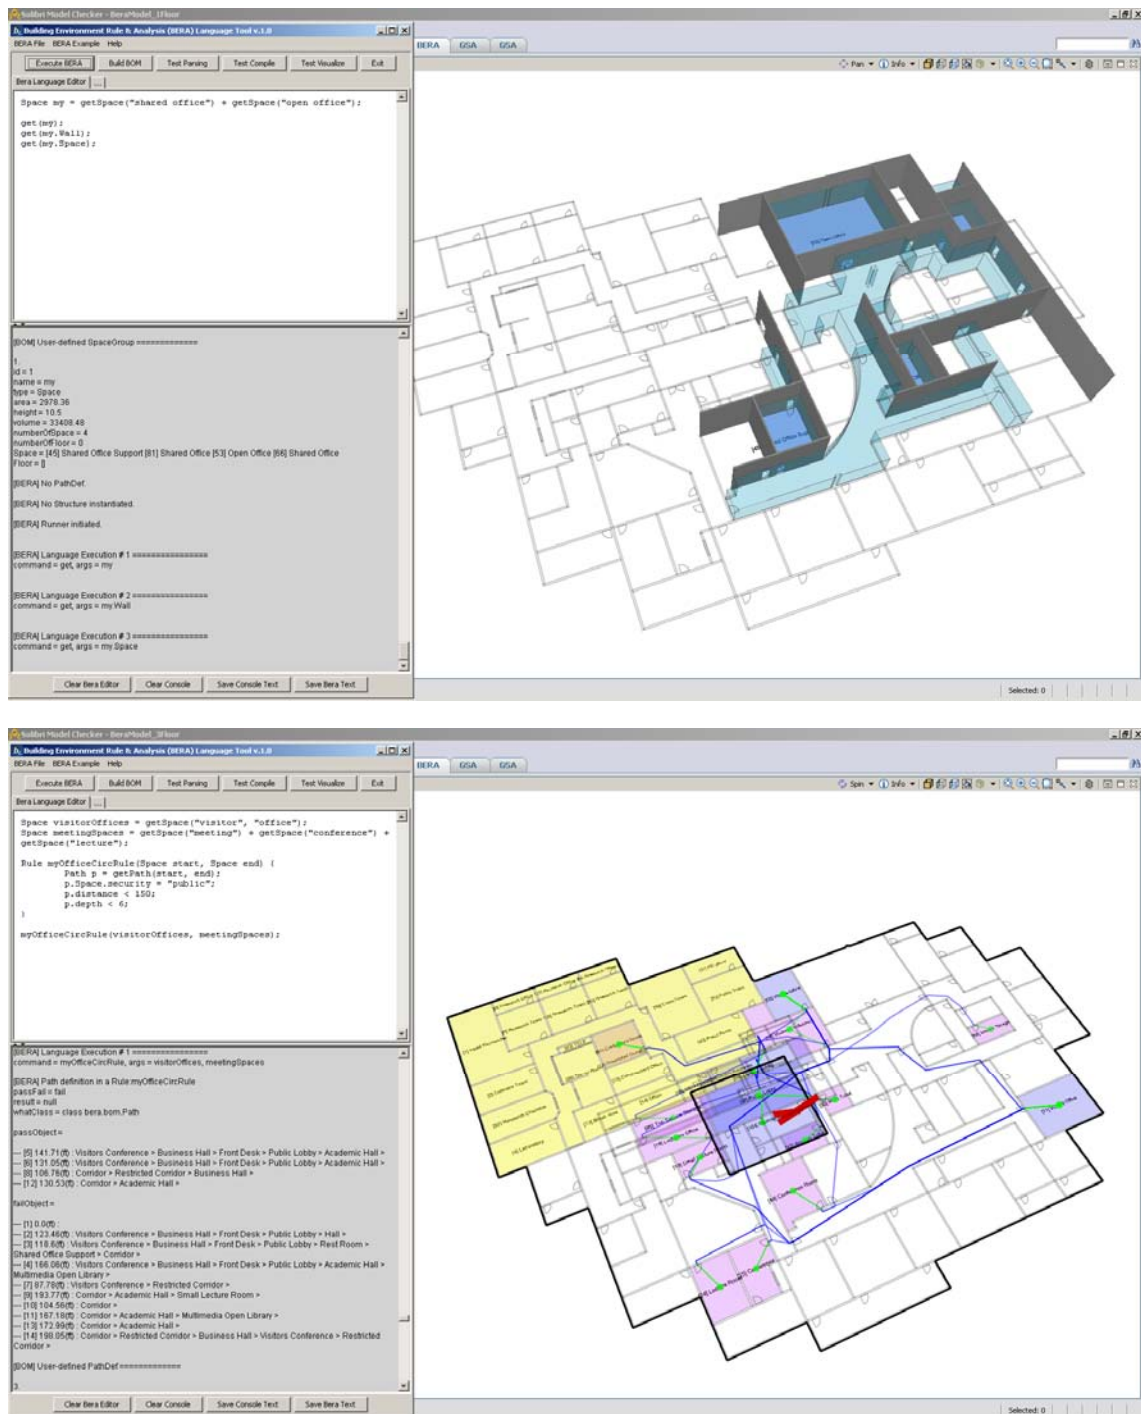 Solibri Model Checker - BeraModel_1Floor
Building Environment Rule & Analysis (BERA) Language Tool v.1.0
BERA File BERA Example Help
Execute BERA Build BOM Test Parsing Test Compile Test Visualize Exit
Bera Language Editor ...
BERA GSA GSA
Pan Info
Space my = getSpace("shared office") + getSpace("open office");
get(my);
get(my.Wall);
get(my.Space);
[BOM] User-defined SpaceGroup =============
1.
id = 1
name = my
type = Space
area = 2978.36
height = 10.5
volume = 33408.48
numberOfSpace = 4
numberOfFloor = 0
Space = [45] Shared Office Support [81] Shared Office [53] Open Office [66] Shared Office
Floor = []
[BERA] No PathDef.
[BERA] No Structure instantiated.
[BERA] Runner initiated.
[BERA] Language Execution # 1 ================
command = get, args = my
[BERA] Language Execution # 2 ================
command = get, args = my.Wall
[BERA] Language Execution # 3 ================
command = get, args = my.Space
Clear Bera Editor Clear Console Save Console Text Save Bera Text
Selected: 0
Solibri Model Checker - BeraModel_3Floor
Building Environment Rule & Analysis (BERA) Language Tool v.1.0
BERA File BERA Example Help
Execute BERA Build BOM Test Parsing Test Compile Test Visualize Exit
Bera Language Editor ...
BERA GSA GSA
Spin Info
Space visitorOffices = getSpace("visitor", "office");
Space meetingSpaces = getSpace("meeting") + getSpace("conference") +
getSpace("lecture");
Rule myOfficeCircRule(Space start, Space end) {
Path p = getPath(start, end);
p.Space.security = "public";
p.distance < 150;
p.depth < 6;
}
myOfficeCircRule(visitorOffices, meetingSpaces);
[BERA] Language Execution # 1 ================
command = myOfficeCircRule, args = visitorOffices, meetingSpaces
[BERA] Path definition in a Rule:myOfficeCircRule
passFail = fail
result = null
whatClass = class bera.bom.Path
passObject =
--- [5] 141.71(ft) : Visitors Conference > Business Hall > Front Desk > Public Lobby > Academic Hall >
--- [6] 131.05(ft) : Visitors Conference > Business Hall > Front Desk > Public Lobby > Academic Hall >
--- [8] 106.76(ft) : Corridor > Restricted Corridor > Business Hall >
--- [12] 130.53(ft) : Corridor > Academic Hall >
failObject =
--- [1] 0.0(ft) :
--- [2] 123.46(ft) : Visitors Conference > Business Hall > Front Desk > Public Lobby > Hall >
--- [3] 118.6(ft) : Visitors Conference > Business Hall > Front Desk > Public Lobby > Rest Room >
Shared Office Support > Corridor >
--- [4] 166.06(ft) : Visitors Conference > Business Hall > Front Desk > Public Lobby > Academic Hall >
Multimedia Open Library >
--- [7] 87.78(ft) : Visitors Conference > Restricted Corridor >
--- [9] 193.77(ft) : Corridor > Academic Hall > Small Lecture Room >
--- [10] 104.56(ft) : Corridor >
--- [11] 167.18(ft) : Corridor > Academic Hall > Multimedia Open Library >
--- [13] 172.99(ft) : Corridor > Academic Hall >
--- [14] 198.05(ft) : Corridor > Restricted Corridor > Business Hall > Visitors Conference > Restricted
Corridor >
[BOM] User-defined PathDef =============
3.
Clear Bera Editor Clear Console Save Console Text Save Bera Text
Selected: 0